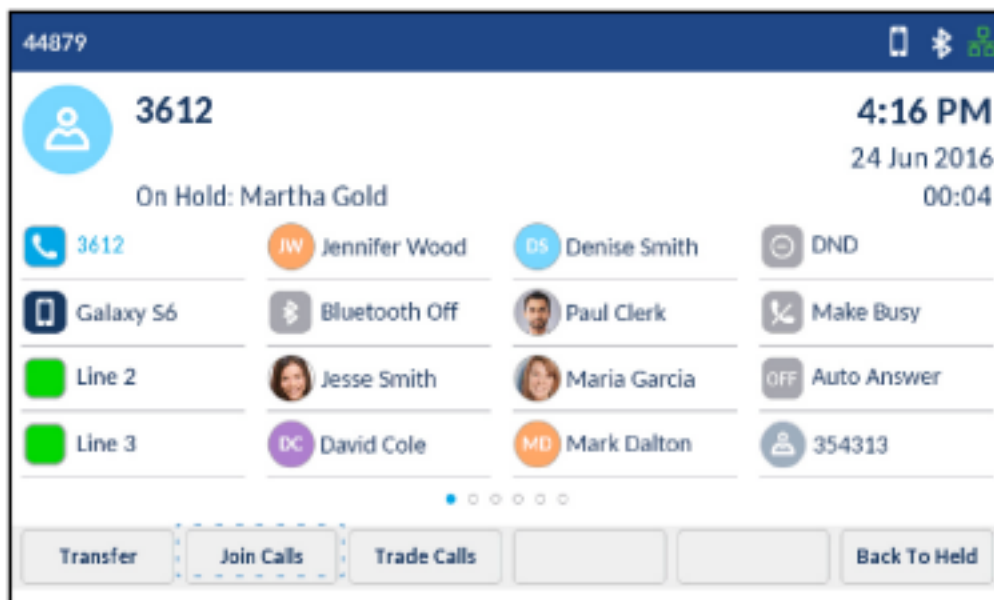 44879
3612
4:16 PM
24 Jun 2016
On Hold: Martha Gold
00:04
3612
JW Jennifer Wood
DS Denise Smith
DND
Galaxy S6
Bluetooth Off
Paul Clerk
Make Busy
Line 2
Jesse Smith
Maria Garcia
OFF Auto Answer
Line 3
DC David Cole
MD Mark Dalton
354313
Transfer
Join Calls
Trade Calls
Back To Held